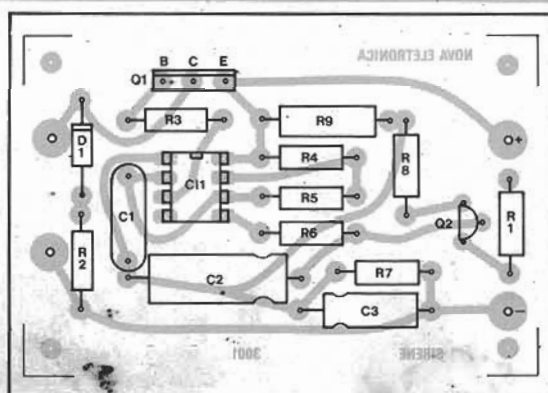 NOVA ELETRONICA
B C E
Q1
R3
R9
D1
R4
R8
+
CI1
R5
C1
R6
Q2
R1
R2
C2
R7
C3
-
3001
SIRENE